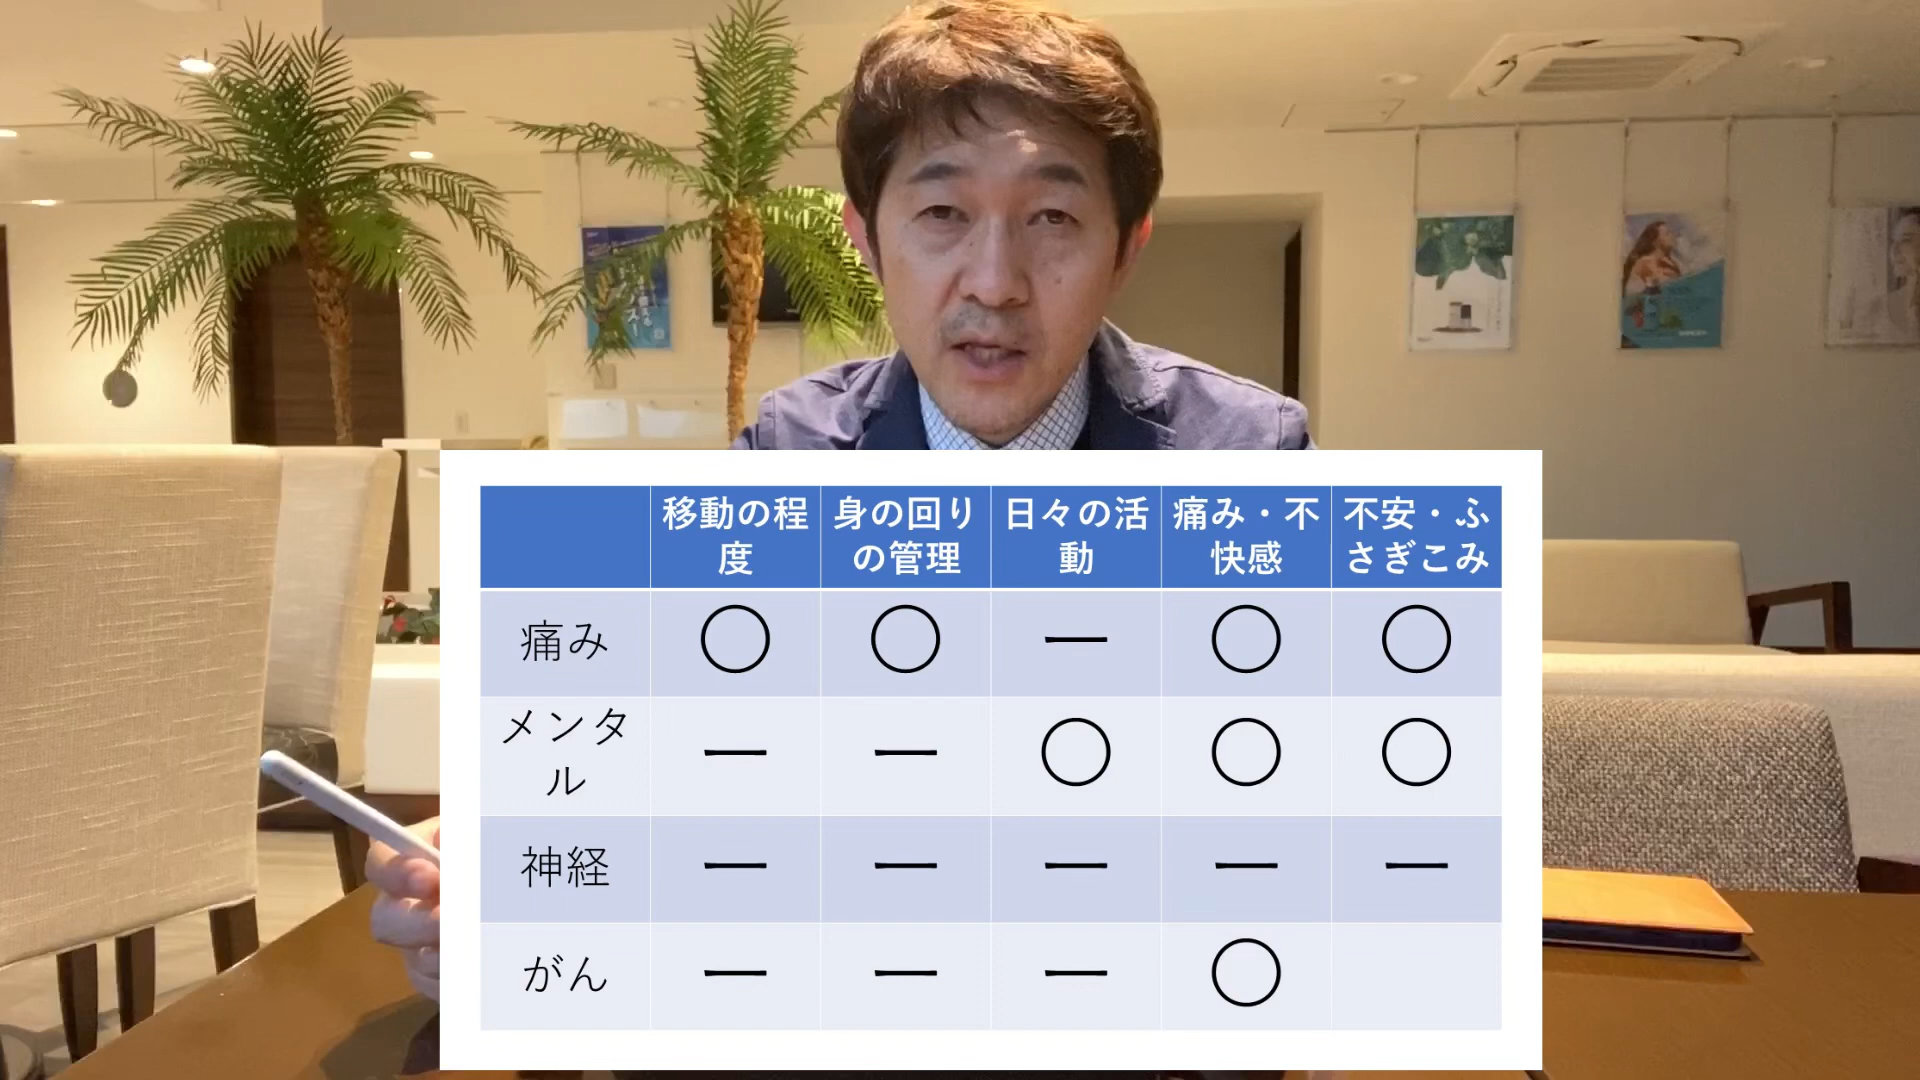 移動の程
度
身の回り
の管理
日々の活
動
痛み・不
快感
不安・ふ
さぎこみ
痛み
〇
〇
ー
〇
〇
メンタ
ル
ー
ー
〇
〇
〇
神経
ー
ー
ー
ー
ー
がん
ー
ー
ー
〇